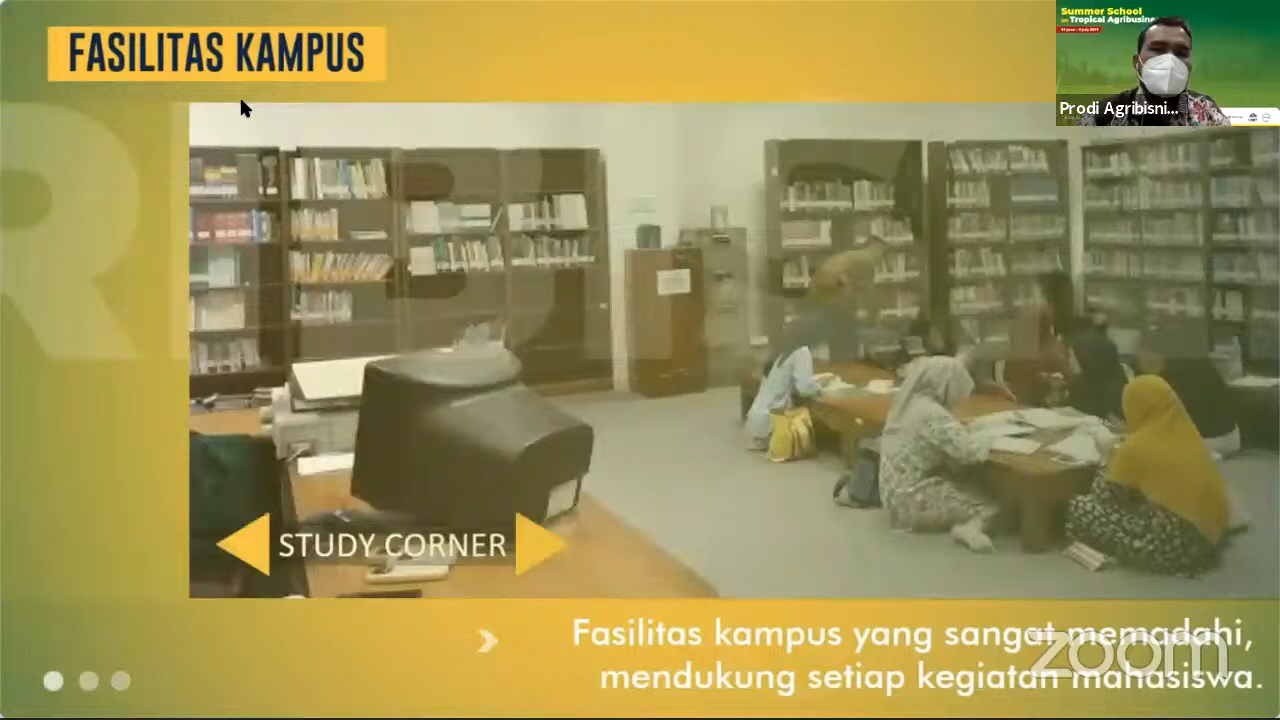 FASILITAS KAMPUS
Summer School
on Tropical Agribusine
Prodi Agribisni...
STUDY CORNER
Fasilitas kampus yang sangat memadahi,
mendukung setiap kegiatan mahasiswa.
zoom